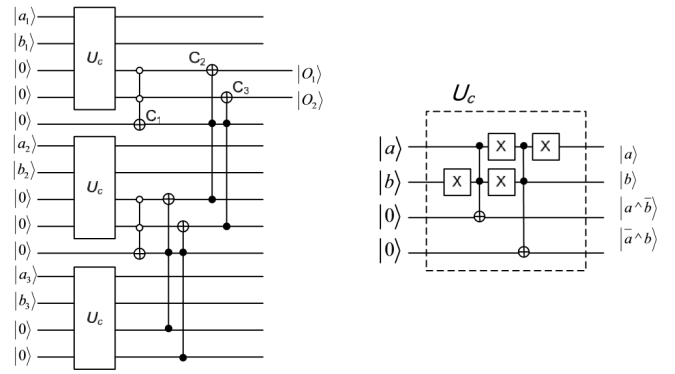 |a₁⟩
|b₁⟩
U_c
|0⟩
|0⟩
|0⟩
C₁
C₂
C₃
|O₁⟩
|O₂⟩
|a₂⟩
|b₂⟩
U_c
|0⟩
|0⟩
|0⟩
|a₃⟩
|b₃⟩
U_c
|0⟩
|0⟩
U_c
|a⟩ X X |a⟩
|b⟩ X X |b⟩
|0⟩ |a ^ b̅⟩
|0⟩ |a̅ ^ b⟩